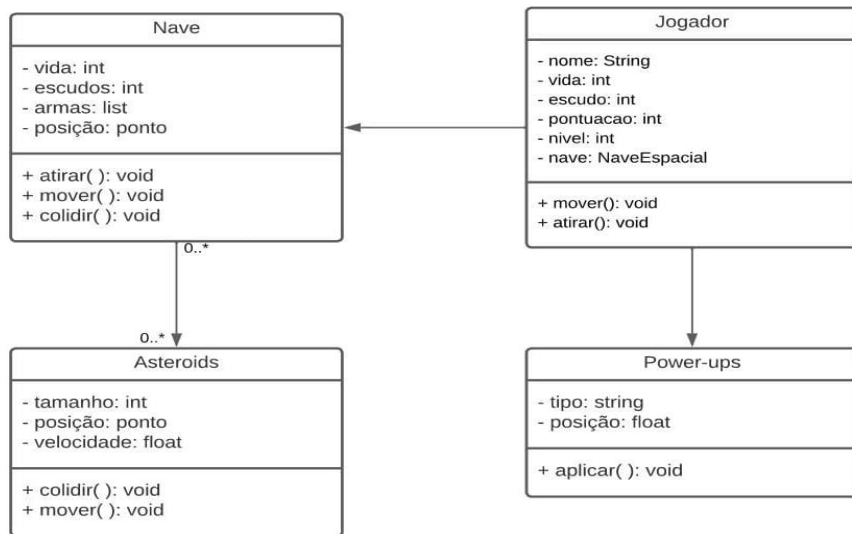 Nave
- vida: int
- escudos: int
- armas: list
- posição: ponto
+ atirar( ): void
+ mover( ): void
+ colidir( ): void
Jogador
- nome: String
- vida: int
- escudo: int
- pontuacao: int
- nivel: int
- nave: NaveEspacial
+ mover(): void
+ atirar(): void
0..*
0..*
Asteroids
- tamanho: int
- posição: ponto
- velocidade: float
+ colidir( ): void
+ mover( ): void
Power-ups
- tipo: string
- posição: float
+ aplicar( ): void